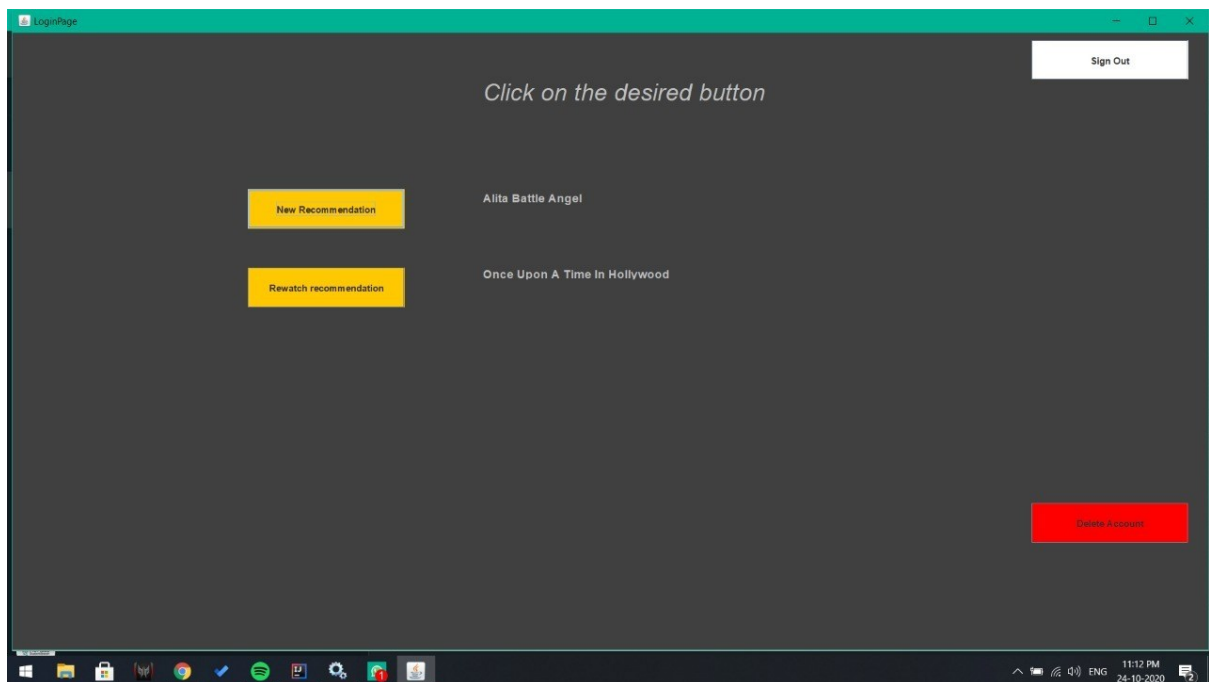 LoginPage
Sign Out
Click on the desired button
New Recommendation
Alita Battle Angel
Rewatch recommendation
Once Upon A Time In Hollywood
Delete Account
ENG
11:12 PM
24-10-2020